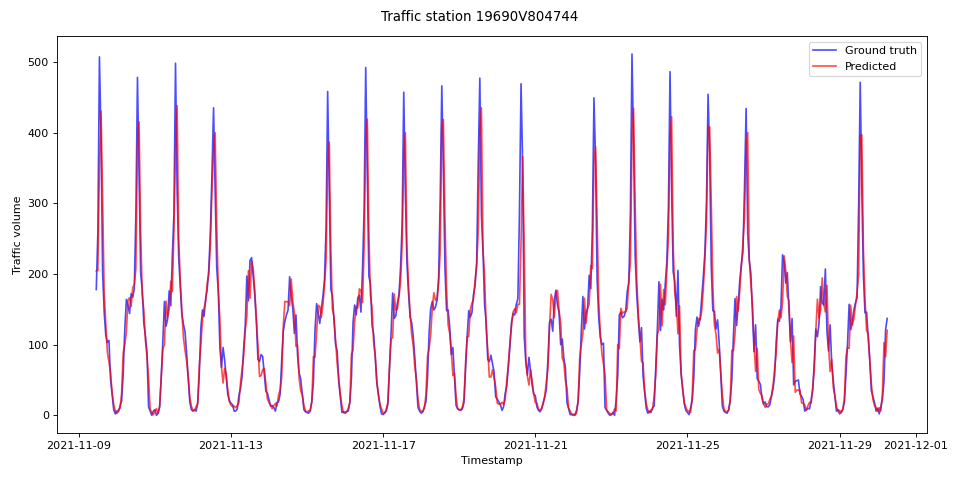 Traffic station 19690V804744
Ground truth
Predicted
500
400
300
200
100
0
Traffic volume
2021-11-09
2021-11-13
2021-11-17
2021-11-21
2021-11-25
2021-11-29
2021-12-01
Timestamp